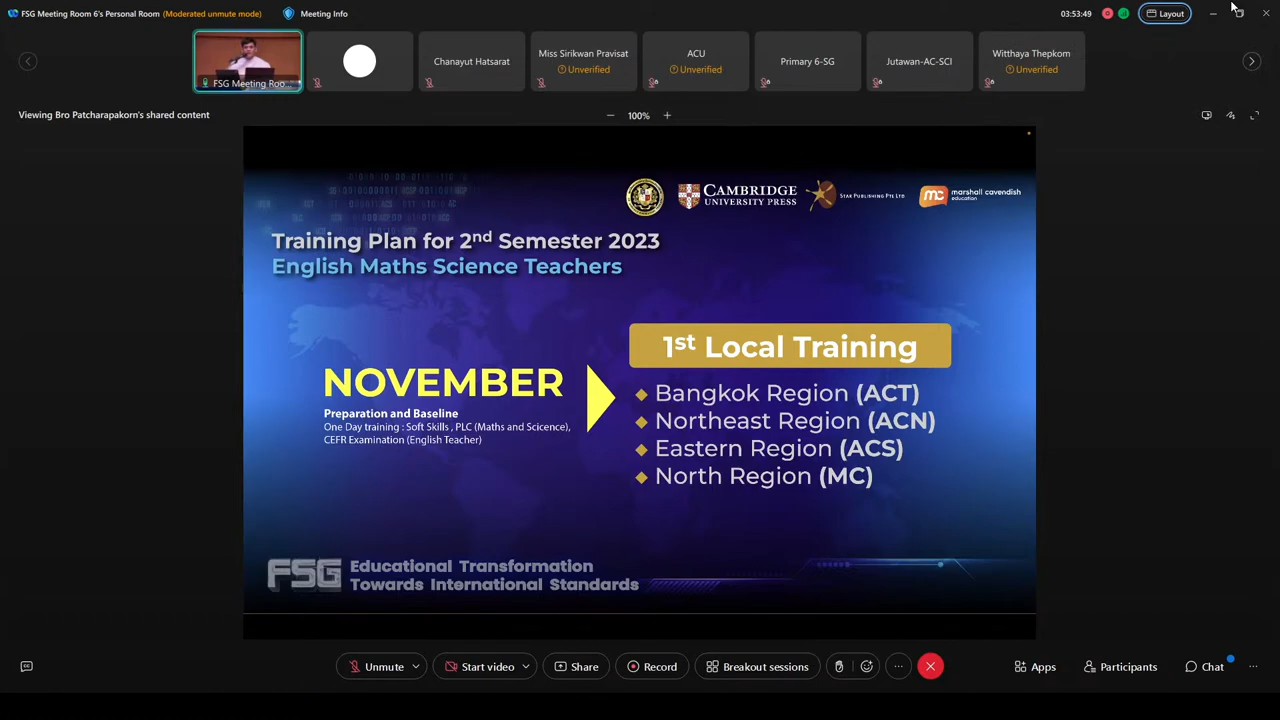 FSG Meeting Room 6's Personal Room (Moderated unmute mode) Meeting Info 03:53:49 Layout
FSG Meeting Roo...
Chanayut Hatsarat
Miss Sirikwan Pravisat
Unverified
ACU
Unverified
Primary 6-SG
Jutawan-AC-SCI
Witthaya Thepkom
Unverified
Viewing Bro Patcharapakorn's shared content
100%
CAMBRIDGE
UNIVERSITY PRESS
STAR PUBLISHING PTE LTD
mc marshall cavendish
education
Training Plan for 2nd Semester 2023
English Maths Science Teachers
1st Local Training
NOVEMBER
Preparation and Baseline
One Day training : Soft Skills , PLC (Maths and Scicence),
CEFR Examination (English Teacher)
Bangkok Region (ACT)
Northeast Region (ACN)
Eastern Region (ACS)
North Region (MC)
FSG Educational Transformation
Towards International Standards
Unmute Start video Share Record Breakout sessions Apps Participants Chat